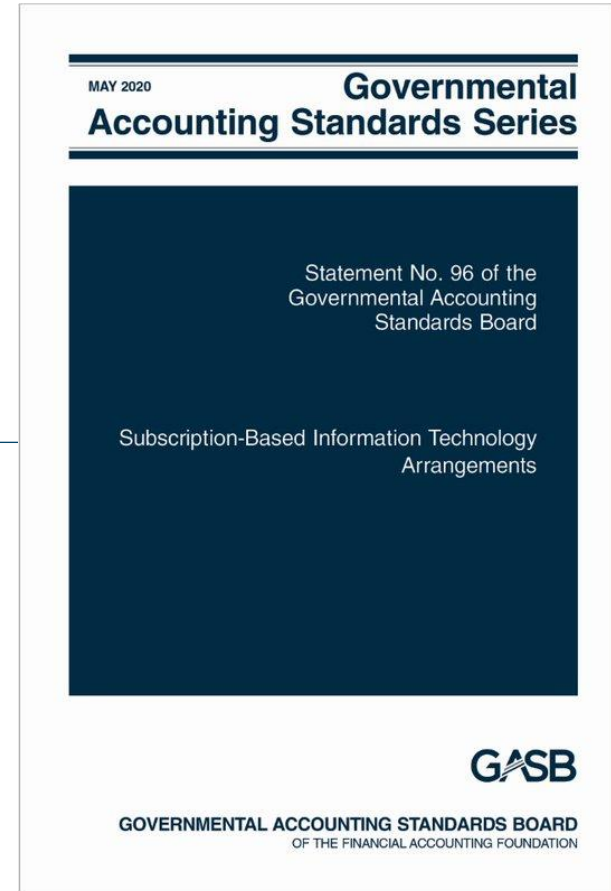 MAY 2020
Governmental
Accounting Standards Series
Statement No. 96 of the
Governmental Accounting
Standards Board
Subscription-Based Information Technology
Arrangements
GASB
GOVERNMENTAL ACCOUNTING STANDARDS BOARD
OF THE FINANCIAL ACCOUNTING FOUNDATION